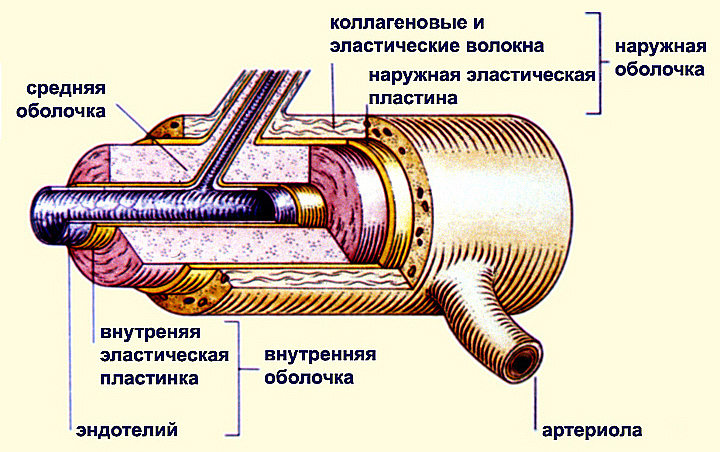 коллагеновые и
эластические волокна
наружная
оболочка
наружная эластическая
пластина
средняя
оболочка
внутреняя
эластическая
пластинка
внутренняя
оболочка
эндотелий
артериола